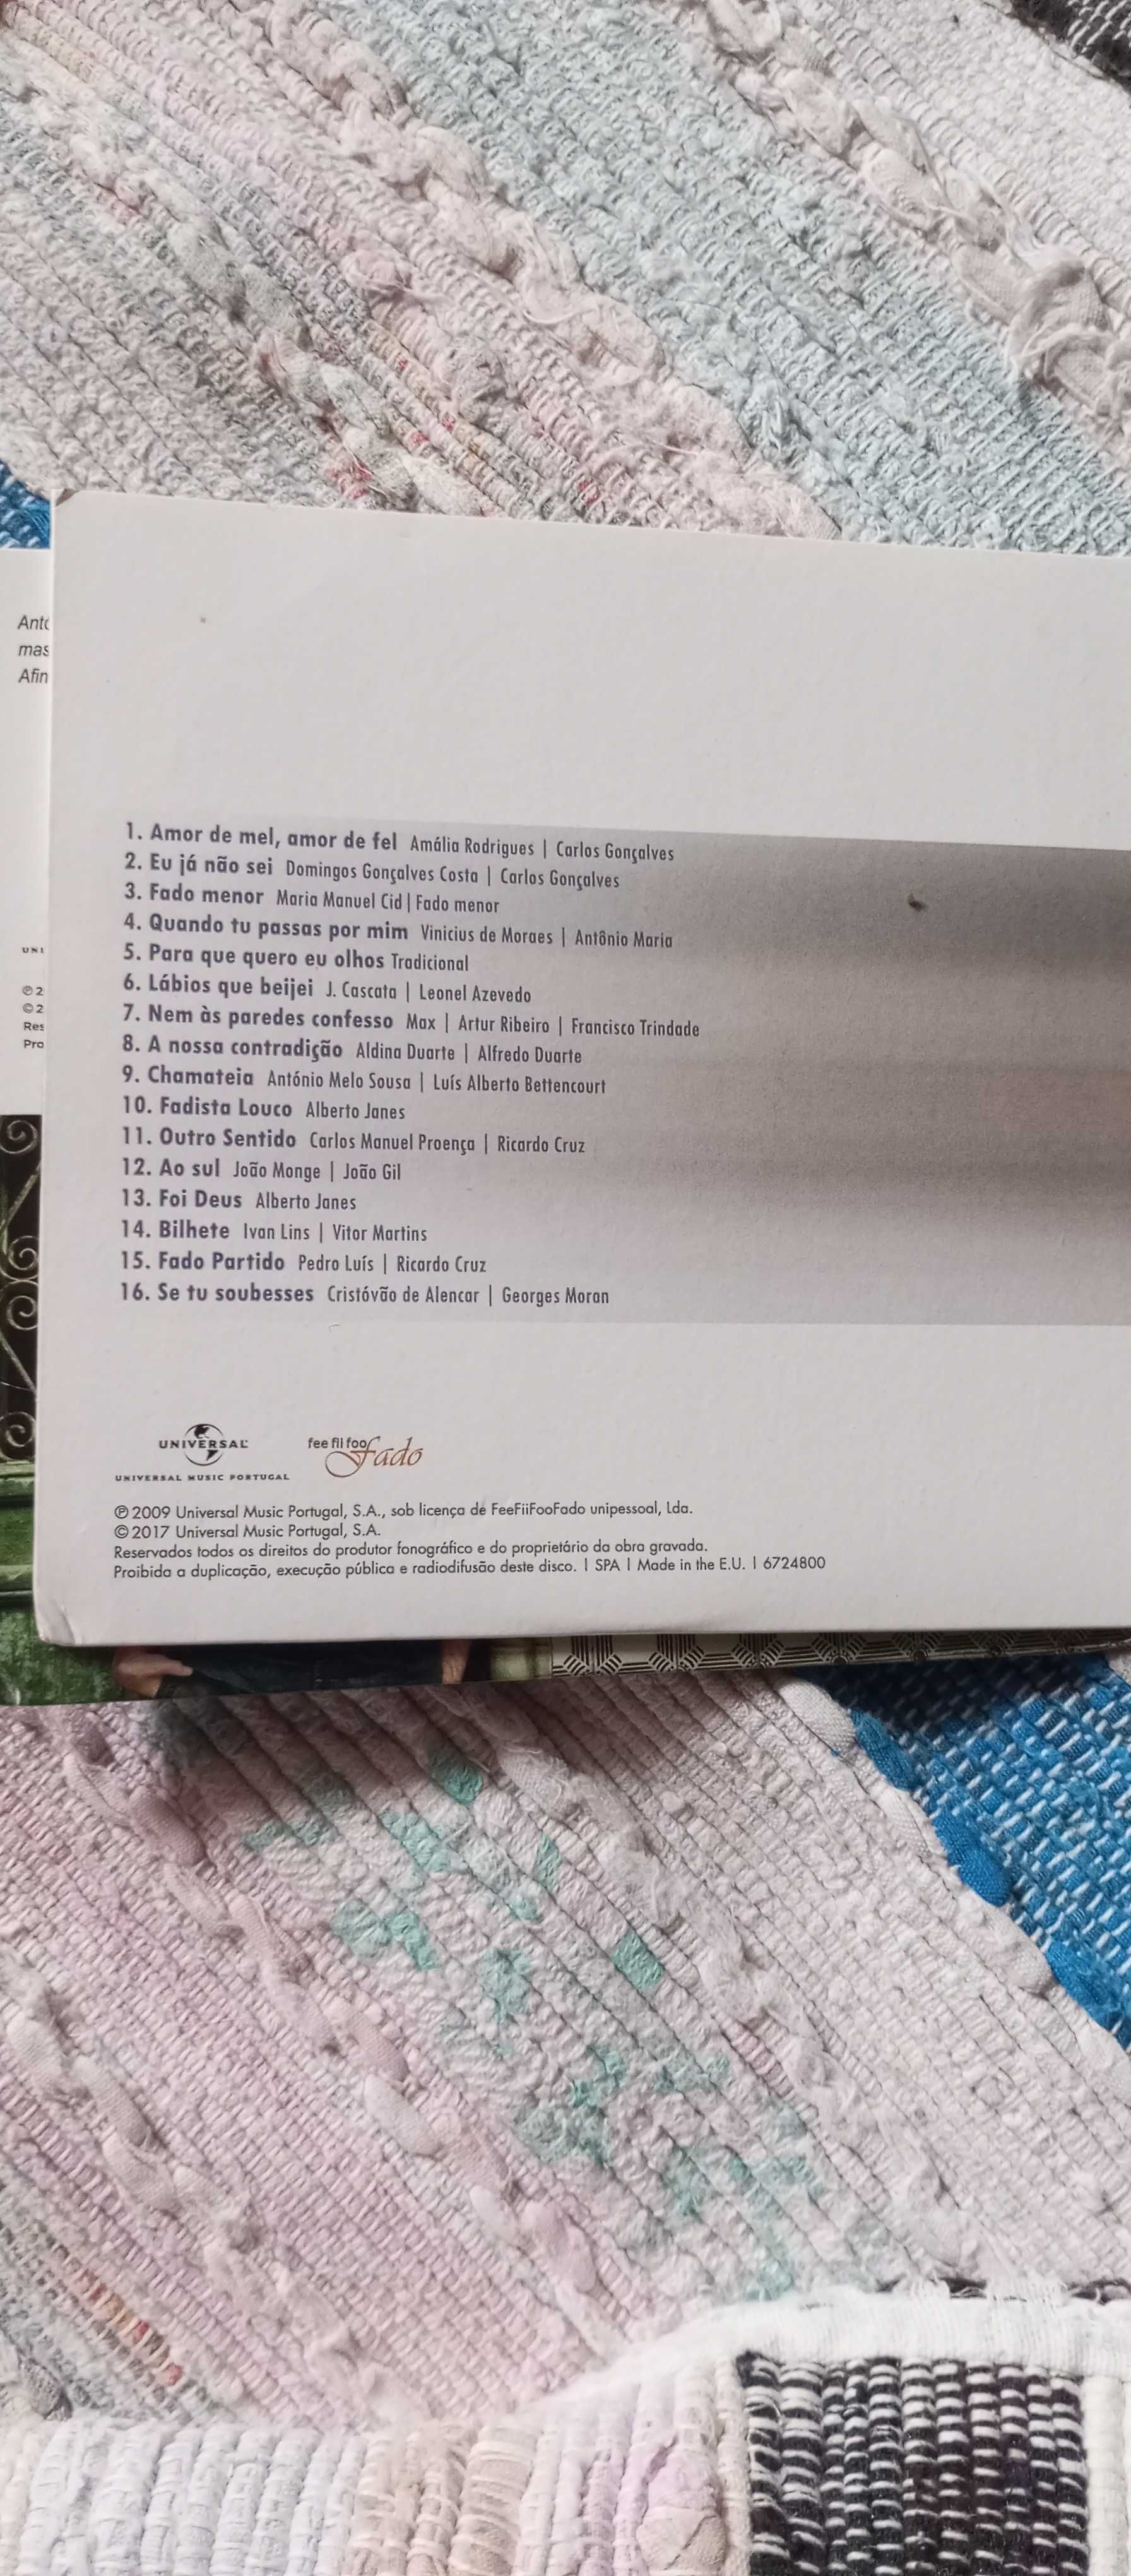 Antó
mas
Afin
UNI
℗ 2
© 2
Res
Pro
1. Amor de mel, amor de fel Amália Rodrigues | Carlos Gonçalves
2. Eu já não sei Domingos Gonçalves Costa | Carlos Gonçalves
3. Fado menor Maria Manuel Cid | Fado menor
4. Quando tu passas por mim Vinicius de Moraes | Antônio Maria
5. Para que quero eu olhos Tradicional
6. Lábios que beijei J. Cascata | Leonel Azevedo
7. Nem às paredes confesso Max | Artur Ribeiro | Francisco Trindade
8. A nossa contradição Aldina Duarte | Alfredo Duarte
9. Chamateia António Melo Sousa | Luís Alberto Bettencourt
10. Fadista Louco Alberto Janes
11. Outro Sentido Carlos Manuel Proença | Ricardo Cruz
12. Ao sul João Monge | João Gil
13. Foi Deus Alberto Janes
14. Bilhete Ivan Lins | Vitor Martins
15. Fado Partido Pedro Luís | Ricardo Cruz
16. Se tu soubesses Cristóvão de Alencar | Georges Moran
UNIVERSAL fee fii foo fado
UNIVERSAL MUSIC PORTUGAL
℗ 2009 Universal Music Portugal, S.A., sob licença de FeeFiiFooFado unipessoal, Lda.
© 2017 Universal Music Portugal, S.A.
Reservados todos os direitos do produtor fonográfico e do proprietário da obra gravada.
Proibida a duplicação, execução pública e radiodifusão deste disco. | SPA | Made in the E.U. | 6724800